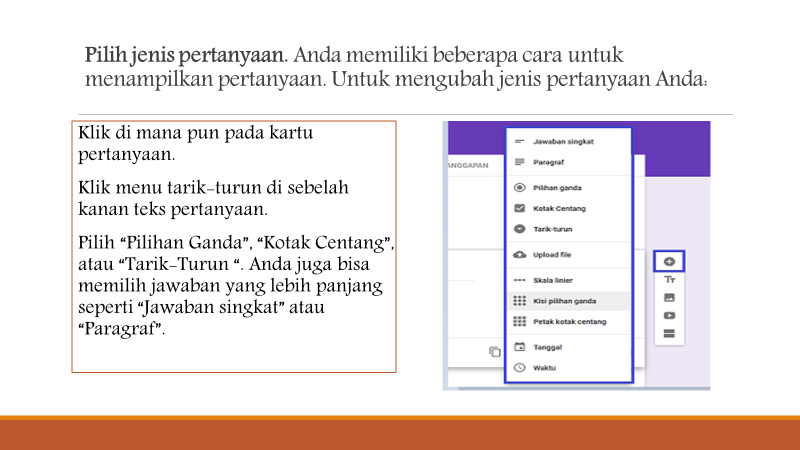 Pilih jenis pertanyaan. Anda memiliki beberapa cara untuk
menampilkan pertanyaan. Untuk mengubah jenis pertanyaan Anda:
Klik di mana pun pada kartu
pertanyaan.
Klik menu tarik-turun di sebelah
kanan teks pertanyaan.
Pilih “Pilihan Ganda”, “Kotak Centang”,
atau “Tarik-Turun “. Anda juga bisa
memilih jawaban yang lebih panjang
seperti “Jawaban singkat” atau
“Paragraf”.
ANGGAPAN
Jawaban singkat
Paragraf
Pilihan ganda
Kotak Centang
Tarik-turun
Upload file
Skala linier
Kisi pilihan ganda
Petak kotak centang
Tanggal
Waktu
Tт